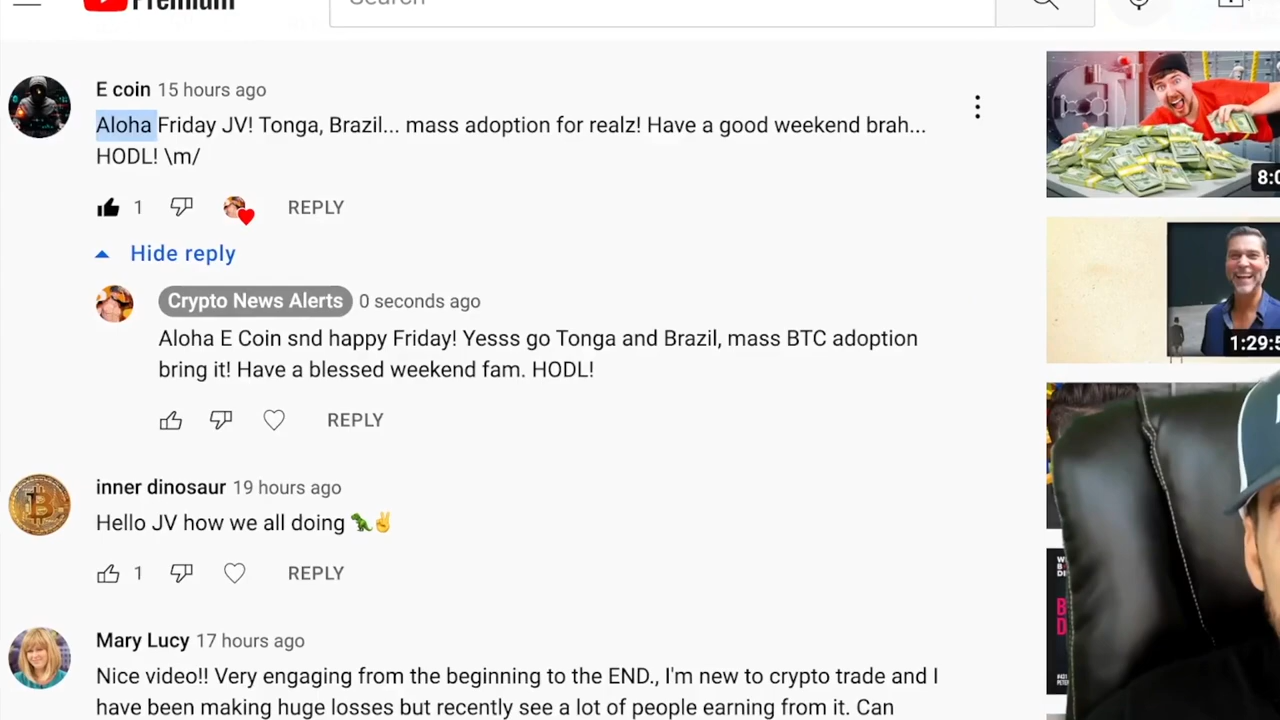 Premium
Search
E coin 15 hours ago
Aloha Friday JV! Tonga, Brazil... mass adoption for realz! Have a good weekend brah...
HODL! \m/
1
REPLY
Hide reply
Crypto News Alerts 0 seconds ago
Aloha E Coin snd happy Friday! Yesss go Tonga and Brazil, mass BTC adoption
bring it! Have a blessed weekend fam. HODL!
REPLY
inner dinosaur 19 hours ago
Hello JV how we all doing 🦖✌
1
REPLY
Mary Lucy 17 hours ago
Nice video!! Very engaging from the beginning to the END., I'm new to crypto trade and I
have been making huge losses but recently see a lot of people earning from it. Can
8:0
1:29:5